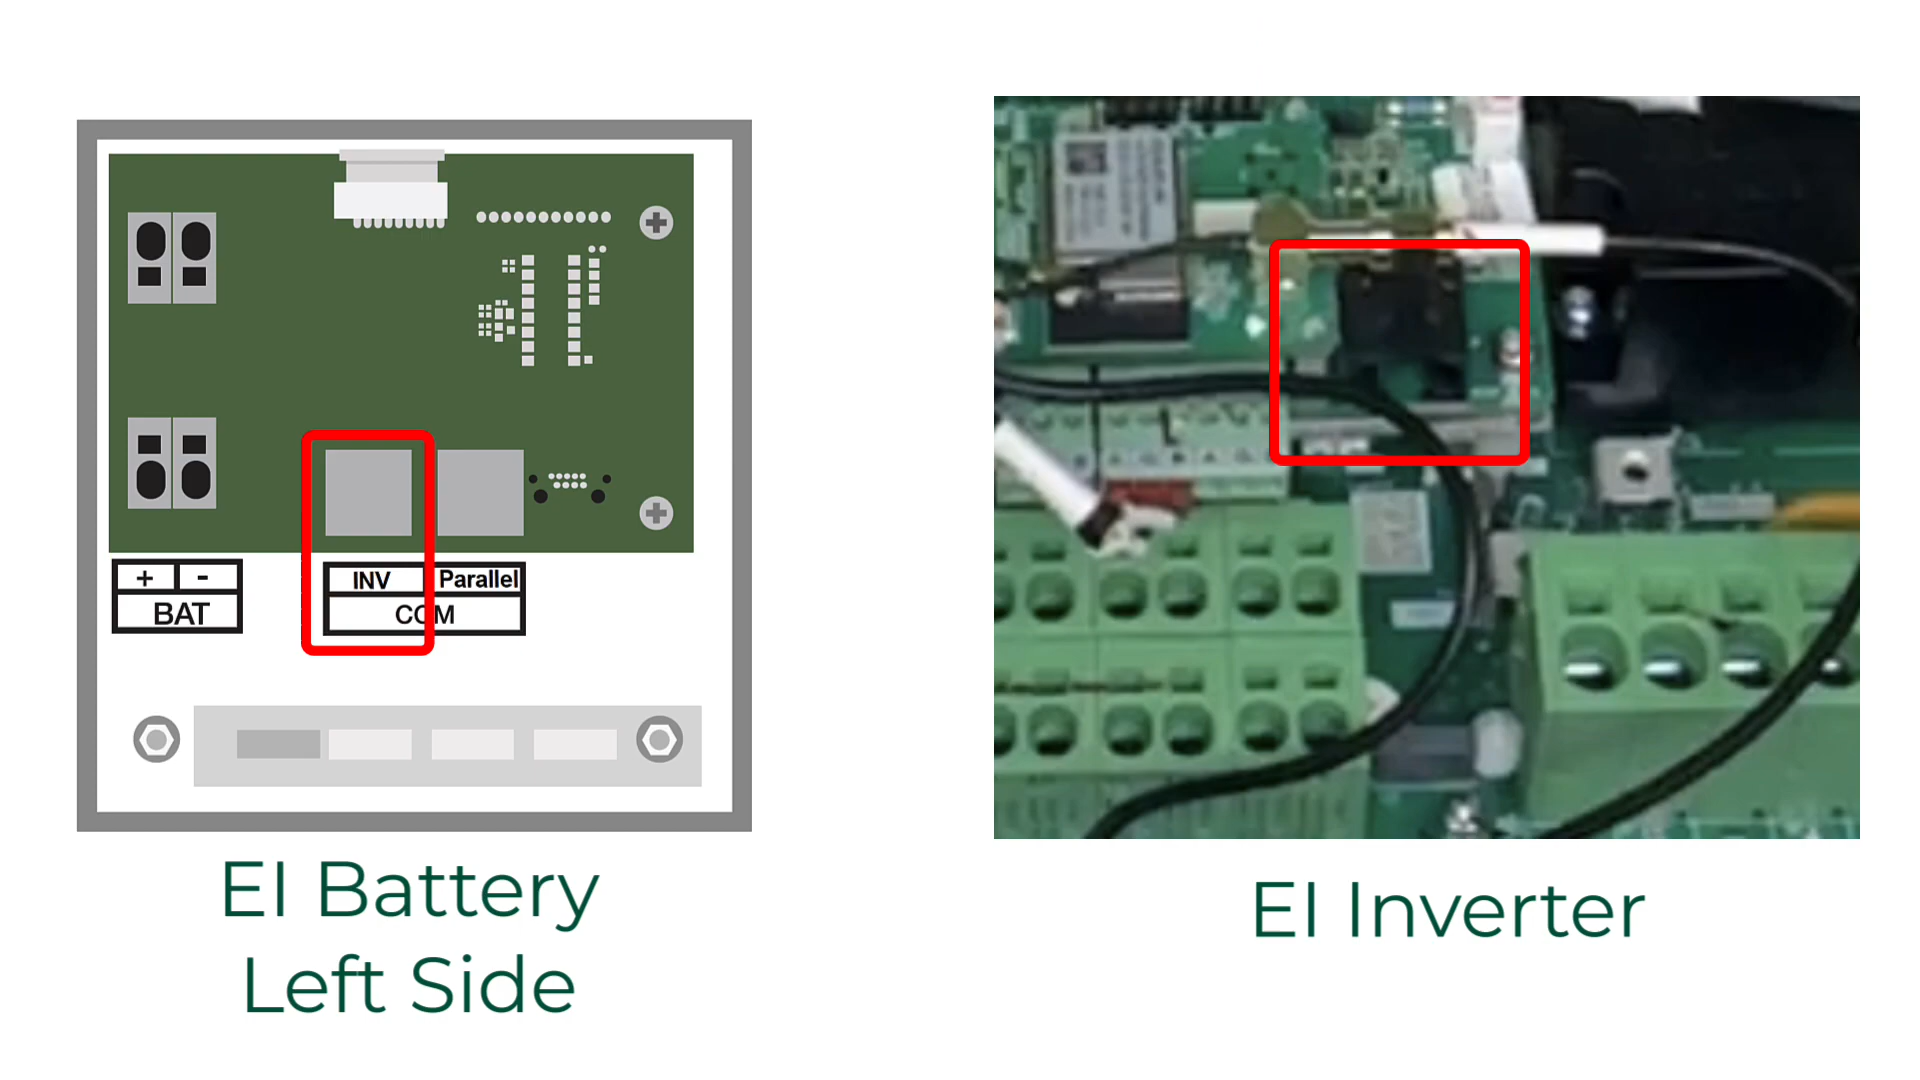 + -
BAT
INV Parallel
COM
EI Battery
Left Side
L
EI Inverter